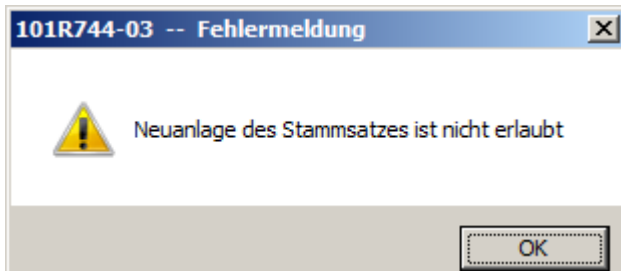 101R744-03 -- Fehlermeldung
Neuanlage des Stammsatzes ist nicht erlaubt
OK